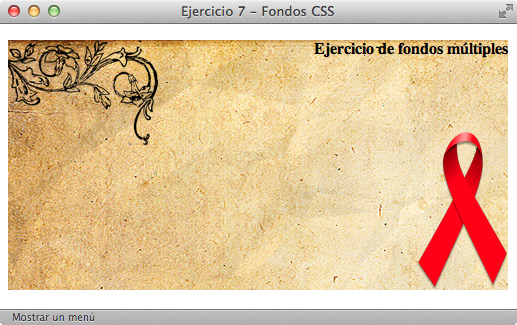 Ejercicio 7 – Fondos CSS
Ejercicio de fondos múltiples
Mostrar un menú